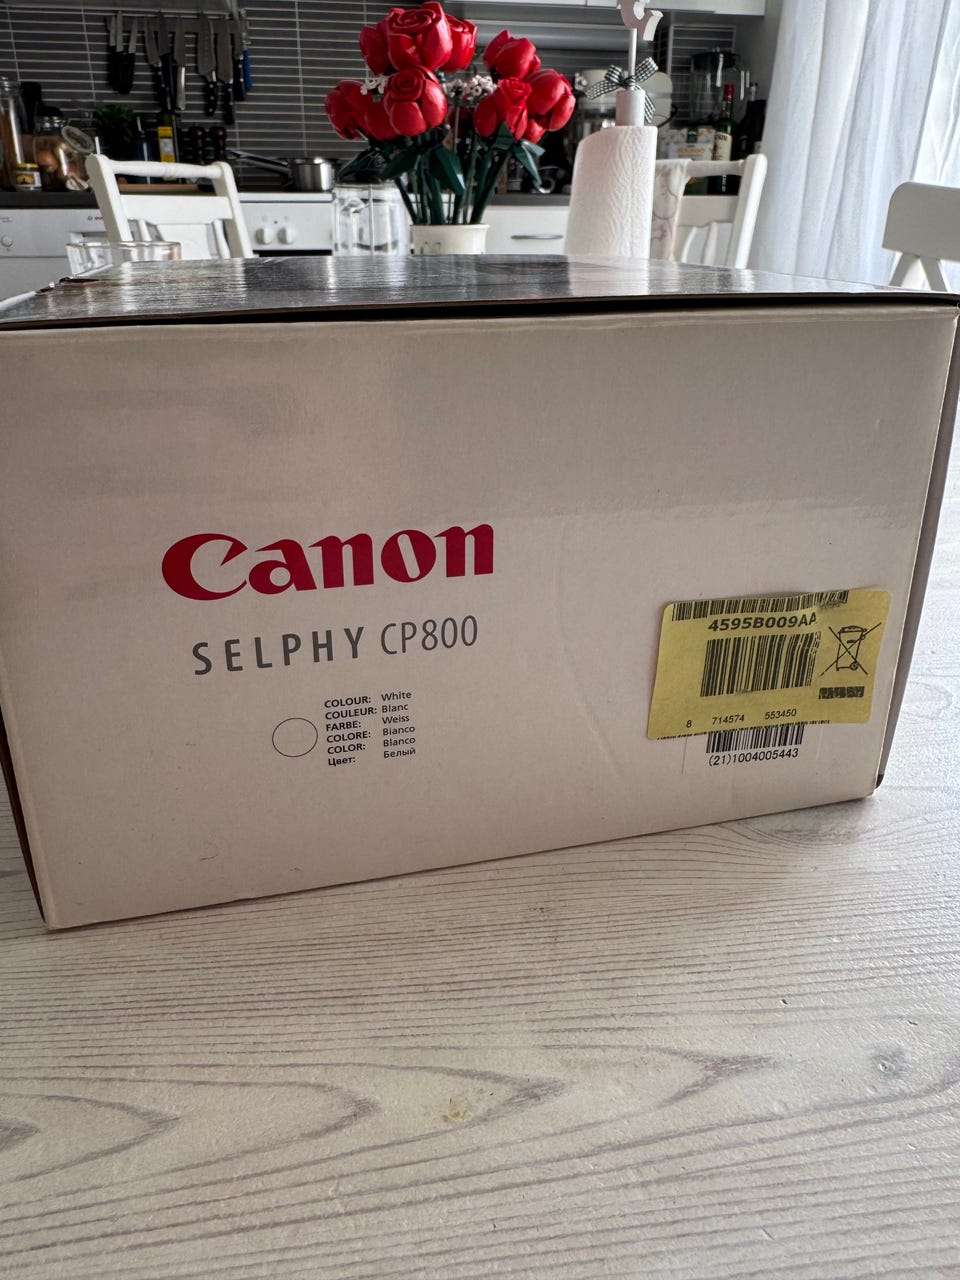 Canon
SELPHY CP800
COLOUR: White
COULEUR: Blanc
FARBE: Weiss
COLORE: Bianco
COLOR: Blanco
Цвет: Белый
4595B009AA
8 714574 553450
(21)1004005443